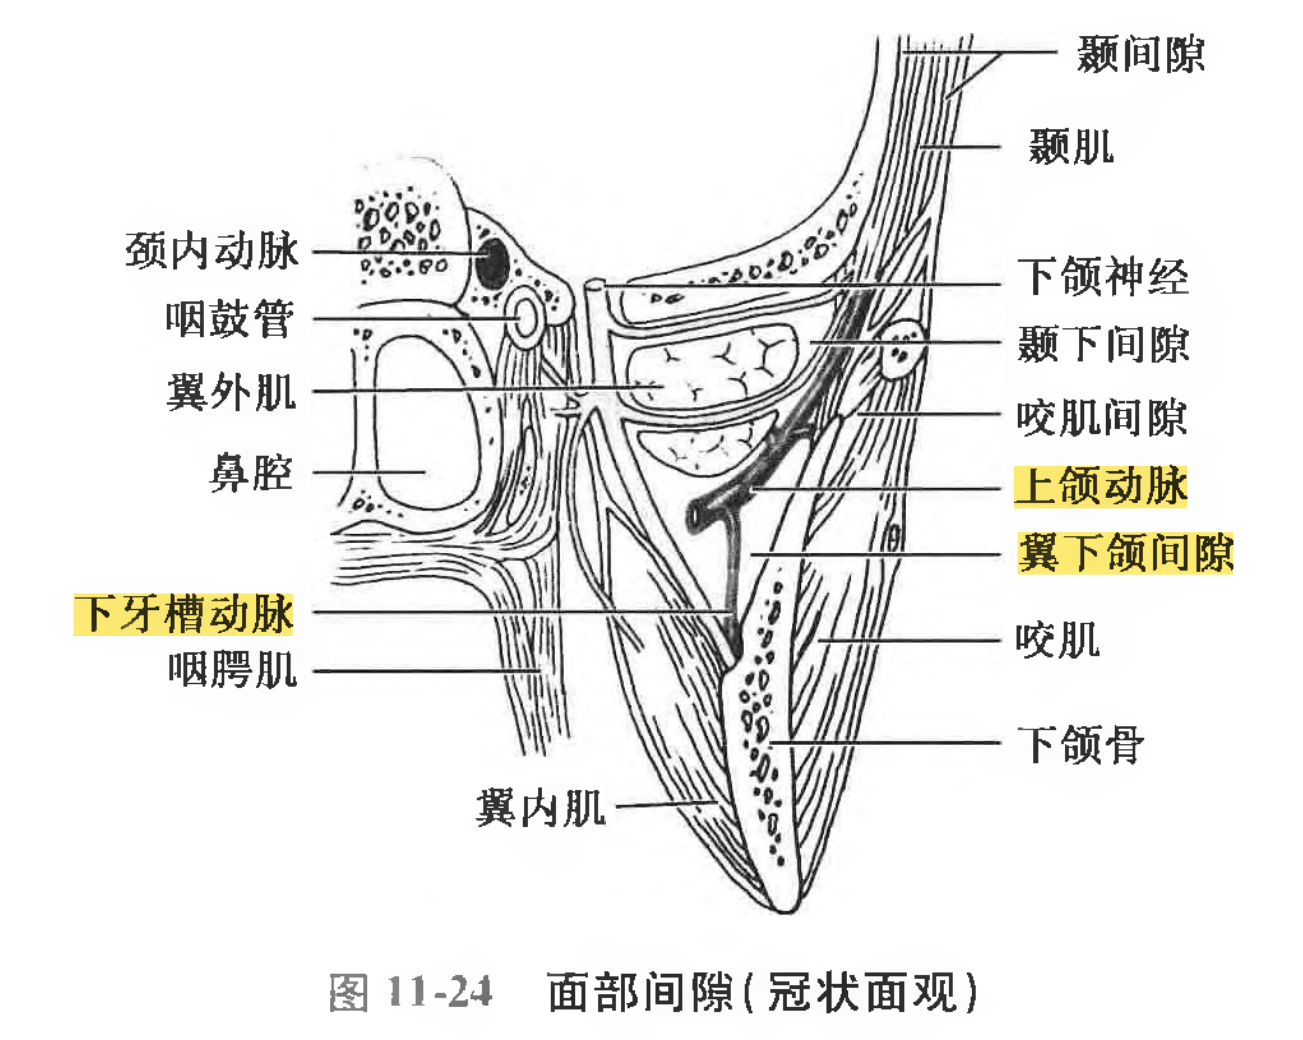 颞间隙
颞肌
颈内动脉
下颌神经
咽鼓管
颞下间隙
翼外肌
咬肌间隙
鼻腔
上颌动脉
翼下颌间隙
下牙槽动脉
咬肌
咽腭肌
下颌骨
翼内肌
图 11-24 面部间隙(冠状面观)